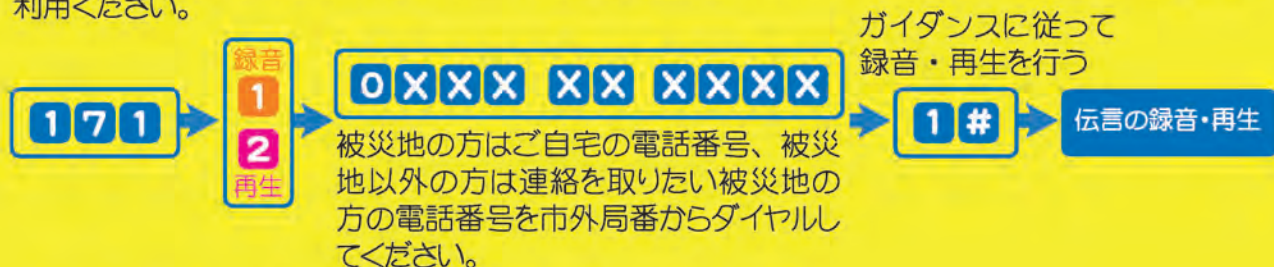 利用ください。
171
録音
1
2
再生
0XXX XX XXXX
被災地の方はご自宅の電話番号、被災
地以外の方は連絡を取りたい被災地の
方の電話番号を市外局番からダイヤルし
てください。
ガイダンスに従って
録音・再生を行う
1#
伝言の録音・再生